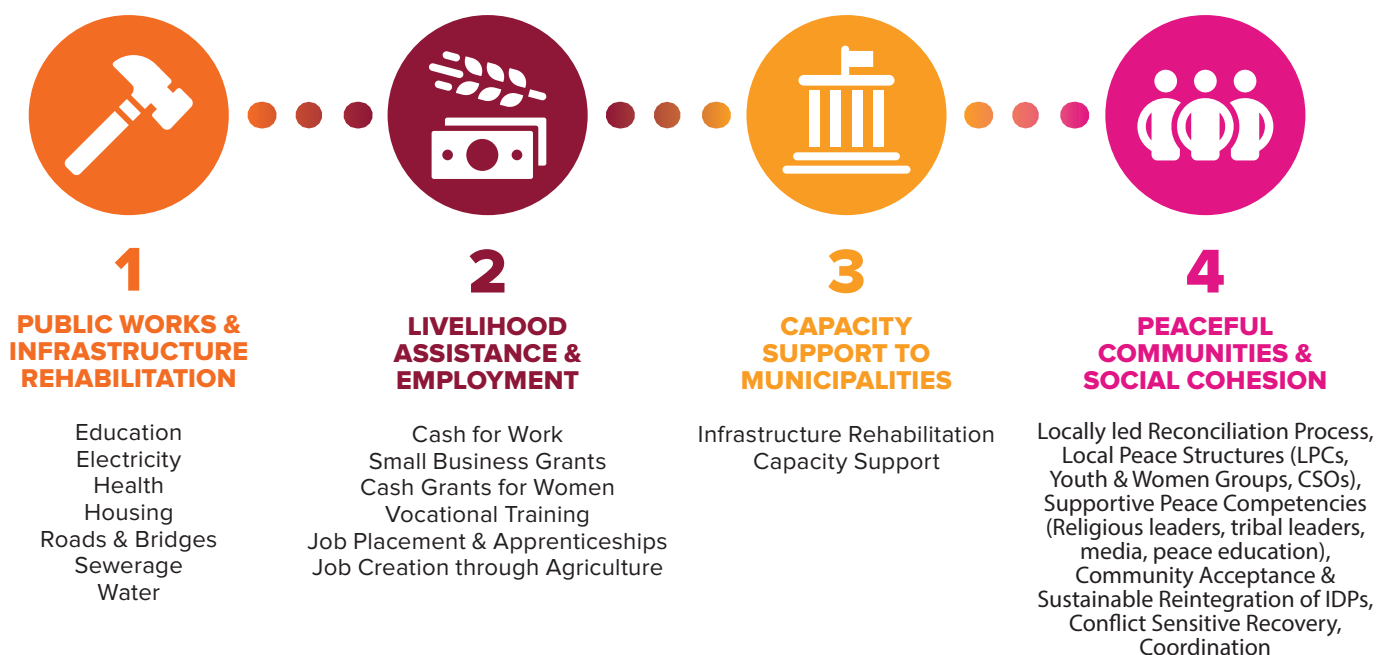 1
PUBLIC WORKS &
INFRASTRUCTURE
REHABILITATION
Education
Electricity
Health
Housing
Roads & Bridges
Sewerage
Water
2
LIVELIHOOD
ASSISTANCE &
EMPLOYMENT
Cash for Work
Small Business Grants
Cash Grants for Women
Vocational Training
Job Placement & Apprenticeships
Job Creation through Agriculture
3
CAPACITY
SUPPORT TO
MUNICIPALITIES
Infrastructure Rehabilitation
Capacity Support
4
PEACEFUL
COMMUNITIES &
SOCIAL COHESION
Locally led Reconciliation Process,
Local Peace Structures (LPCs,
Youth & Women Groups, CSOs),
Supportive Peace Competencies
(Religious leaders, tribal leaders,
media, peace education),
Community Acceptance &
Sustainable Reintegration of IDPs,
Conflict Sensitive Recovery,
Coordination